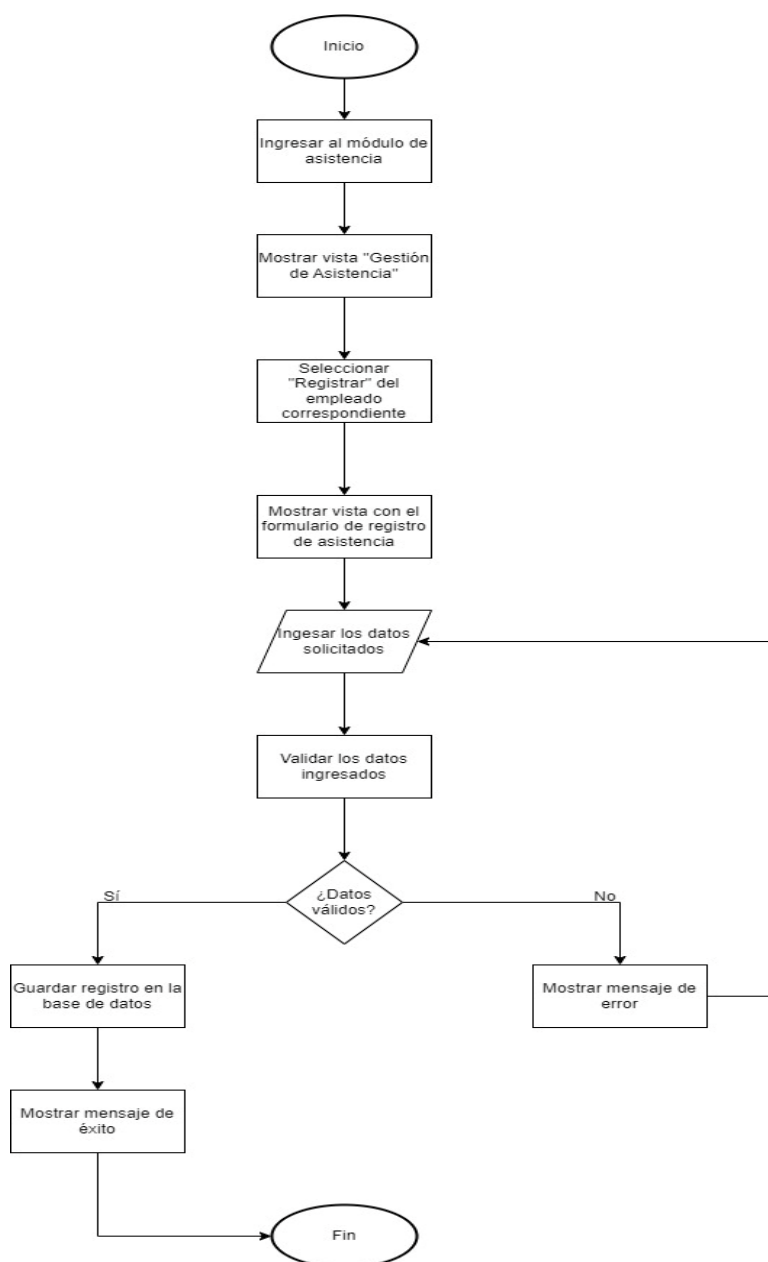 Inicio
Ingresar al módulo de
asistencia
Mostrar vista "Gestión
de Asistencia"
Seleccionar
"Registrar" del
empleado
correspondiente
Mostrar vista con el
formulario de registro
de asistencia
Ingesar los datos
solicitados
Validar los datos
ingresados
¿Datos
válidos?
Sí
No
Guardar registro en la
base de datos
Mostrar mensaje de
error
Mostrar mensaje de
éxito
Fin